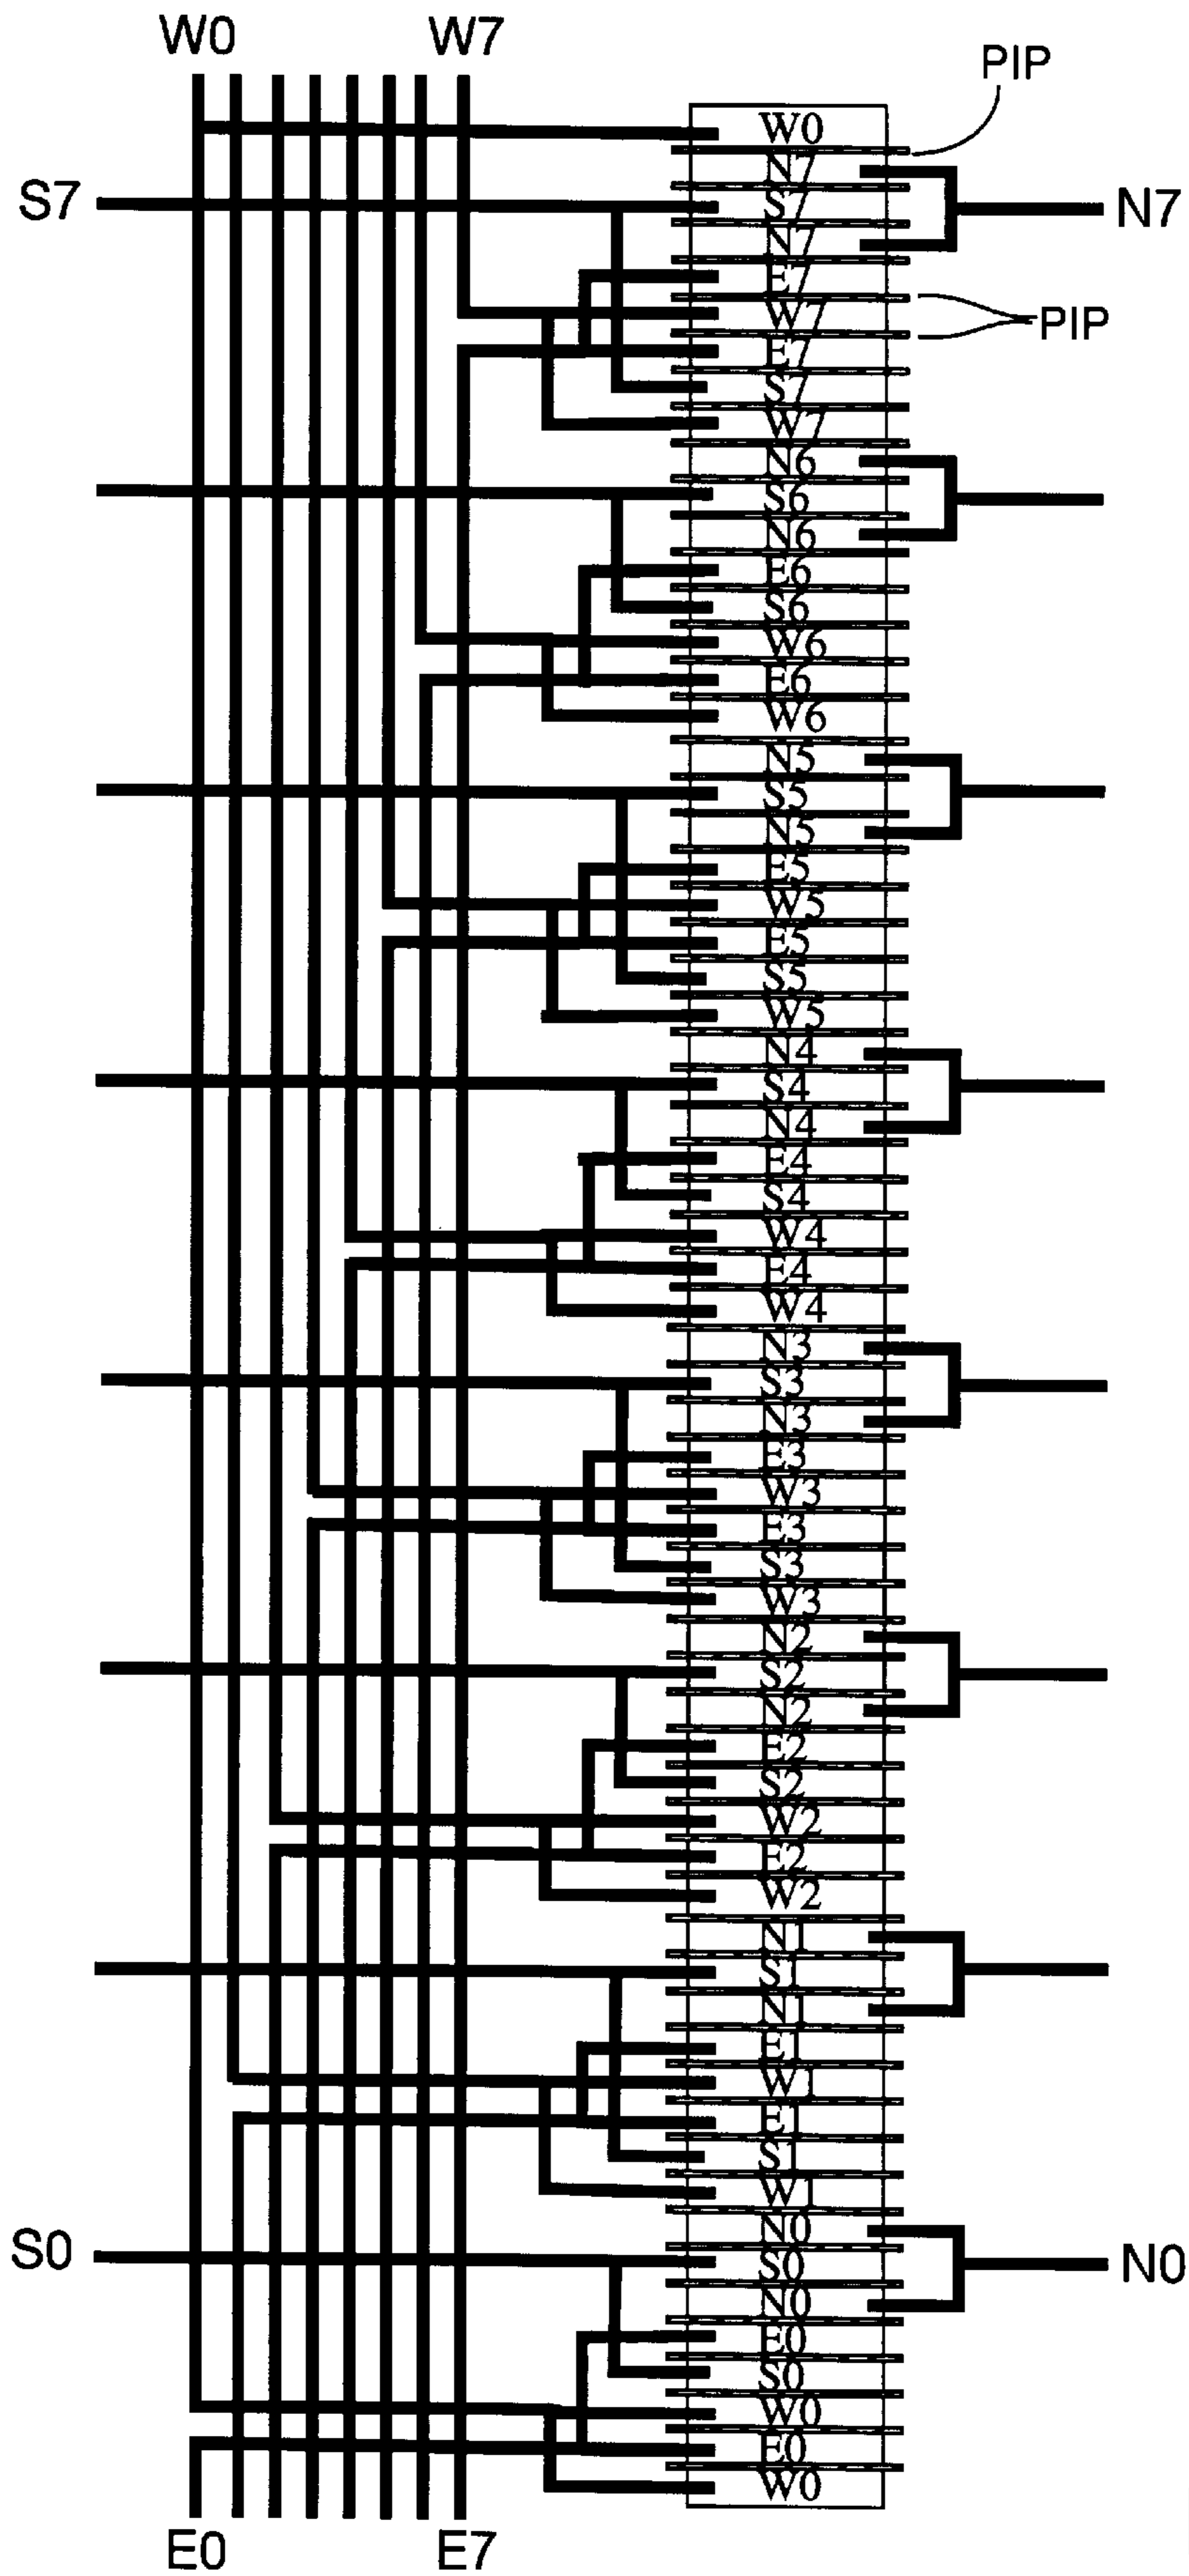 W0 W7
PIP
W0
N7
S7 S7 N7
N7
E7
W7 PIP
E7
S7
W7
N6
S6
N6
E6
S6
W6
E6
W6
N5
S5
N5
E5
W5
E5
S5
W5
N4
S4
N4
E4
S4
W4
E4
W4
N3
S3
N3
E3
W3
E3
S3
W3
N2
S2
N2
E2
S2
W2
E2
W2
N1
S1
N1
E1
W1
E1
S1
W1
N0
S0 S0 N0
N0
E0
S0
W0
E0
W0
E0 E7